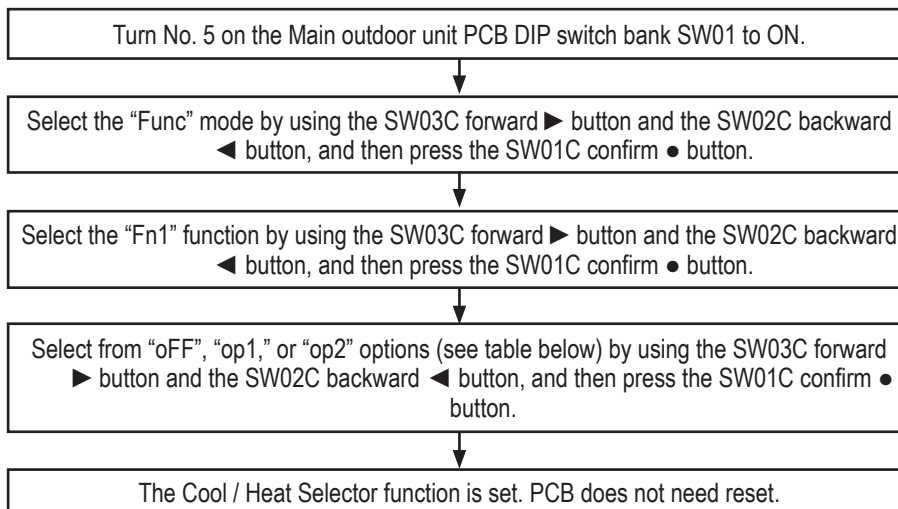 Turn No. 5 on the Main outdoor unit PCB DIP switch bank SW01 to ON.
Select the “Func” mode by using the SW03C forward ► button and the SW02C backward
◄ button, and then press the SW01C confirm ● button.
Select the “Fn1” function by using the SW03C forward ► button and the SW02C backward
◄ button, and then press the SW01C confirm ● button.
Select from “oFF”, “op1,” or “op2” options (see table below) by using the SW03C forward
► button and the SW02C backward ◄ button, and then press the SW01C confirm ●
button.
The Cool / Heat Selector function is set. PCB does not need reset.